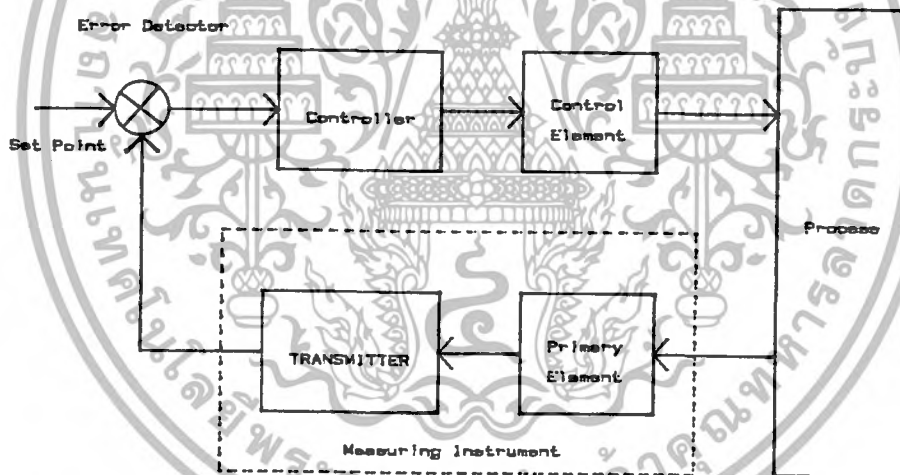 Error Detector
Set Point
Controller
Control
Element
Process
TRANSMITTER
Primary
Element
Measuring Instrument